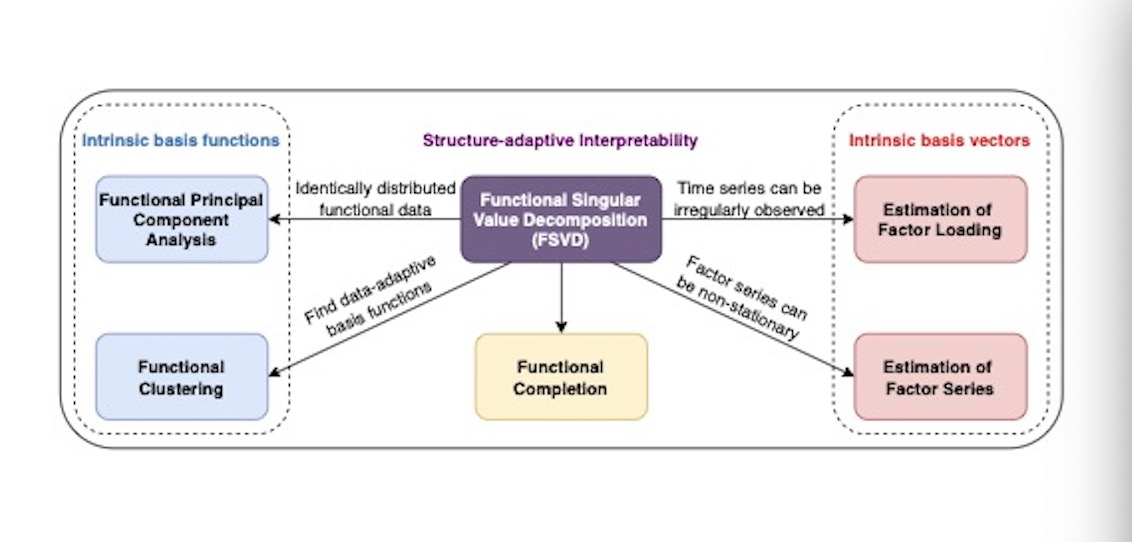 Intrinsic basis functions
Structure-adaptive Interpretability
Intrinsic basis vectors
Functional Principal
Component
Analysis
Identically distributed
functional data
Functional Singular
Value Decomposition
(FSVD)
Time series can be
irregularly observed
Estimation of
Factor Loading
Find data-adaptive
basis functions
Factor series can
be non-stationary
Functional
Clustering
Functional
Completion
Estimation of
Factor Series